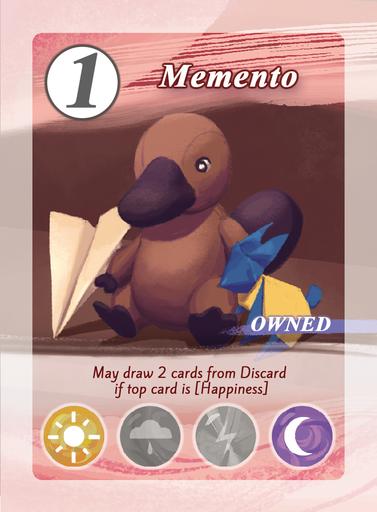 1
Memento
OWNED
May draw 2 cards from Discard
if top card is [Happiness]